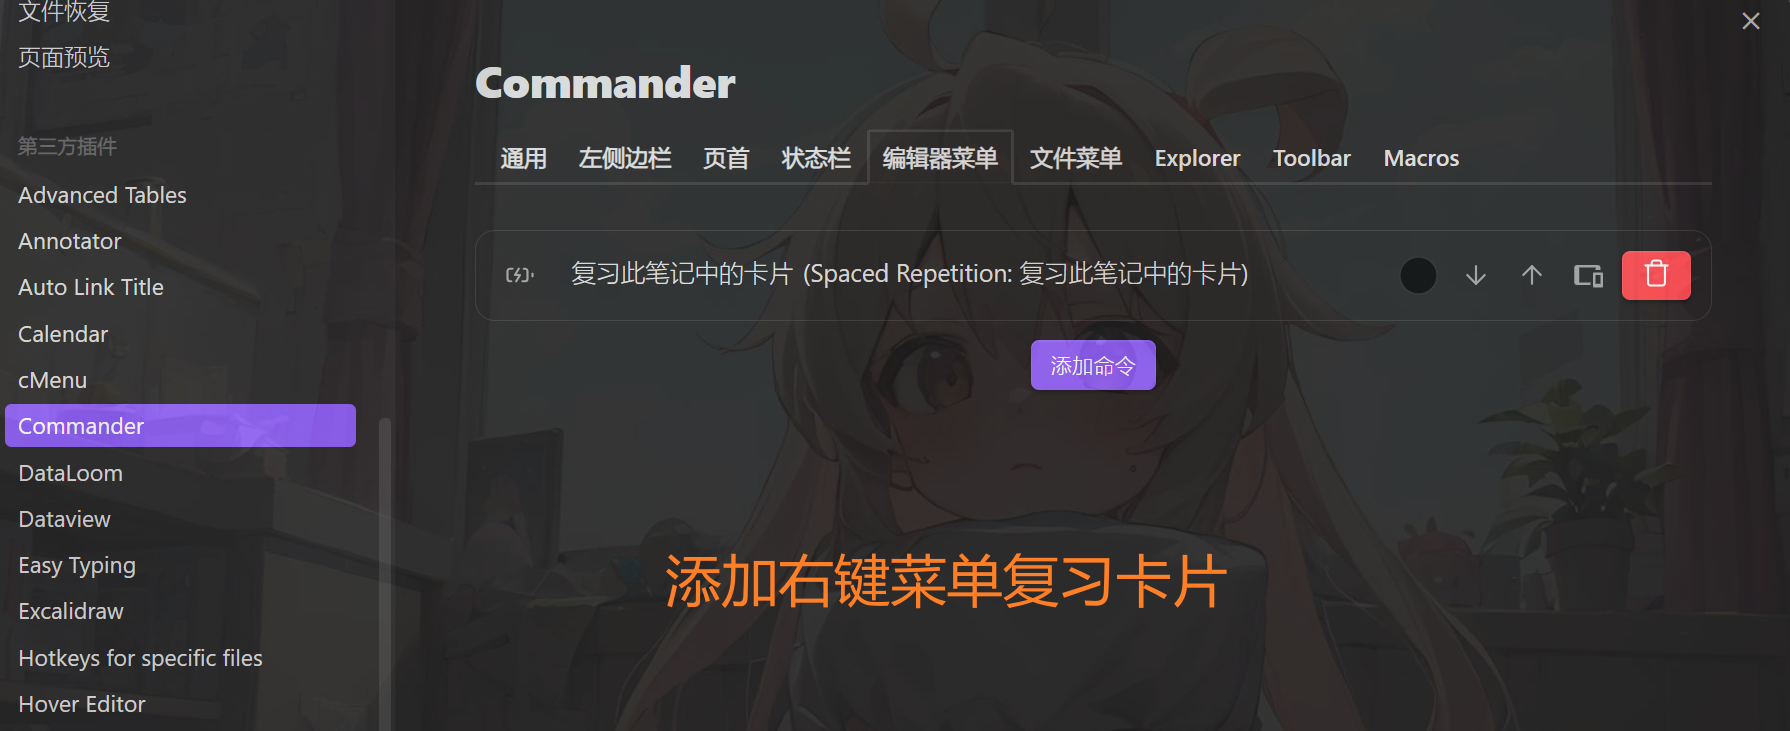 文件恢复
页面预览
第三方插件
Advanced Tables
Annotator
Auto Link Title
Calendar
cMenu
Commander
DataLoom
Dataview
Easy Typing
Excalidraw
Hotkeys for specific files
Hover Editor
Commander
通用 左侧边栏 页首 状态栏 编辑器菜单 文件菜单 Explorer Toolbar Macros
复习此笔记中的卡片 (Spaced Repetition: 复习此笔记中的卡片)
添加命令
添加右键菜单复习卡片